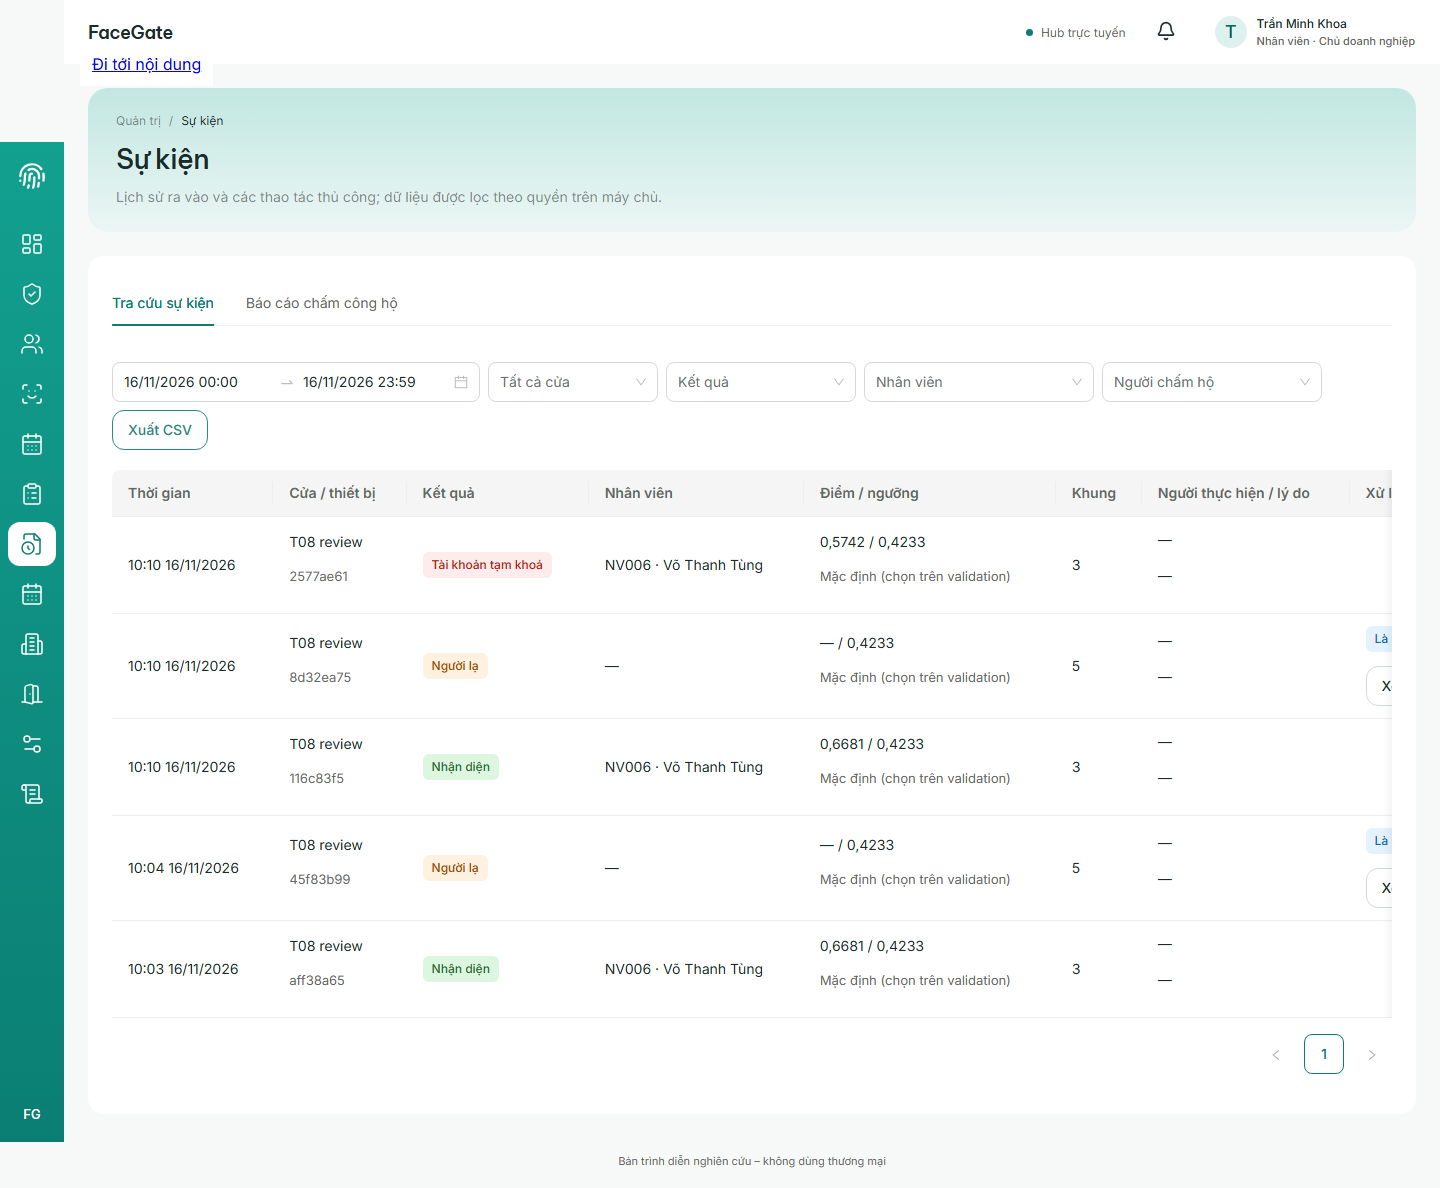 FaceGate
Hub trực tuyến
T
Trần Minh Khoa
Nhân viên · Chủ doanh nghiệp
Đi tới nội dung
Quản trị / Sự kiện
Sự kiện
Lịch sử ra vào và các thao tác thủ công; dữ liệu được lọc theo quyền trên máy chủ.
Tra cứu sự kiện
Báo cáo chấm công hộ
16/11/2026 00:00
16/11/2026 23:59
Tất cả cửa
Kết quả
Nhân viên
Người chấm hộ
Xuất CSV
Thời gian
Cửa / thiết bị
Kết quả
Nhân viên
Điểm / ngưỡng
Khung
Người thực hiện / lý do
Xử l
10:10 16/11/2026
T08 review
2577ae61
Tài khoản tạm khoá
NV006 · Võ Thanh Tùng
0,5742 / 0,4233
Mặc định (chọn trên validation)
3
—
—
10:10 16/11/2026
T08 review
8d32ea75
Người lạ
—
— / 0,4233
Mặc định (chọn trên validation)
5
—
—
Là
X
10:10 16/11/2026
T08 review
116c83f5
Nhận diện
NV006 · Võ Thanh Tùng
0,6681 / 0,4233
Mặc định (chọn trên validation)
3
—
—
10:04 16/11/2026
T08 review
45f83b99
Người lạ
—
— / 0,4233
Mặc định (chọn trên validation)
5
—
—
Là
X
10:03 16/11/2026
T08 review
aff38a65
Nhận diện
NV006 · Võ Thanh Tùng
0,6681 / 0,4233
Mặc định (chọn trên validation)
3
—
—
1
FG
Bản trình diễn nghiên cứu – không dùng thương mại